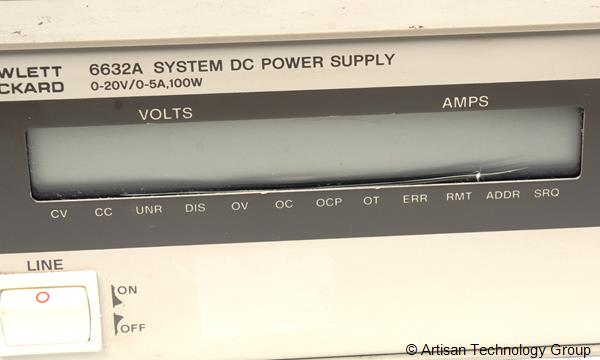 WLETT
CKARD
6632A SYSTEM DC POWER SUPPLY
0-20V/0-5A,100W
VOLTS AMPS
CV CC UNR DIS OV OC OCP OT ERR RMT ADDR SRQ
LINE
ON
OFF
© Artisan Technology Group